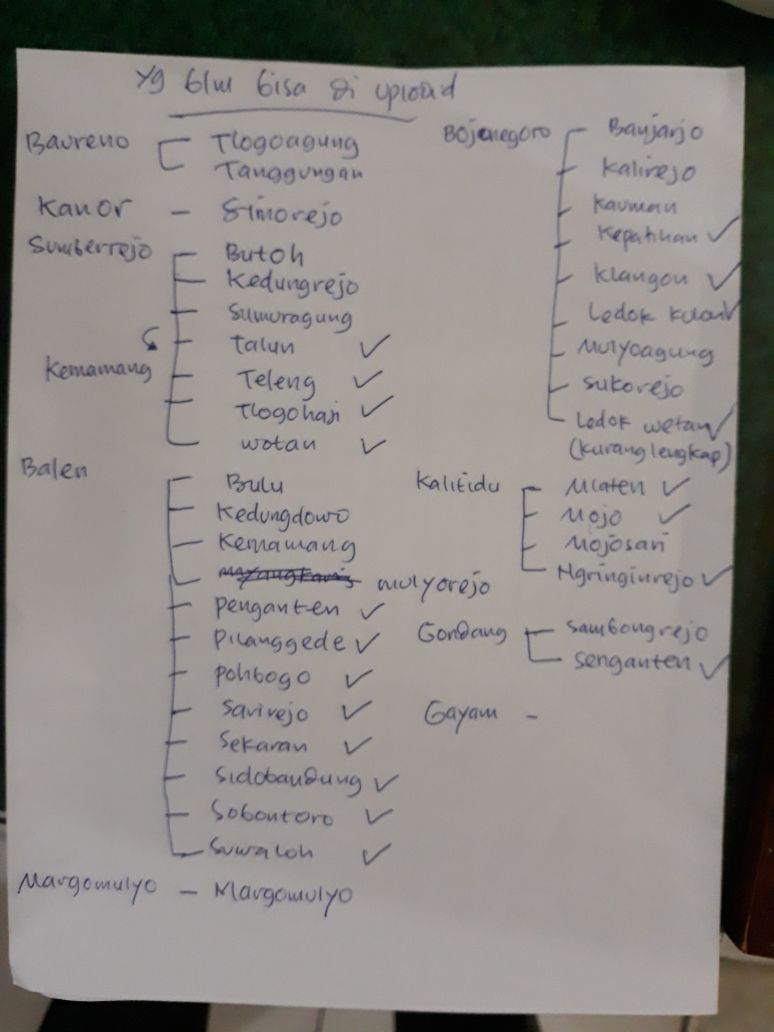 yg blm bisa di upload
Baureno
Tlogoagung
Tanggungan
Kanor - Simorejo
Sumberrejo
Butoh
Kedungrejo
Sumuragung
Talun ✓
Kemamang
Teleng ✓
Tlogohaji ✓
wotan ✓
Balen
Bulu
Kedungdowo
Kemamang
mulyorejo
penganten ✓
Pilanggede ✓
pohbogo ✓
Sarirejo ✓
Sekaran ✓
Sidobandung ✓
Sobontoro ✓
Suwaloh ✓
Margomulyo - Margomulyo
Bojonegoro
Banjarjo
Kalirejo
Kauman
Kepatihan ✓
Klangon ✓
Ledok Kulon ✓
Mulyoagung
Sukorejo
Ledok wetan ✓
(kurang lengkap)
Kalitidu
Mlaten ✓
Mojo ✓
Mojosari
Ngringinrejo ✓
Gondang
Sambongrejo
Senganten ✓
Gayam -